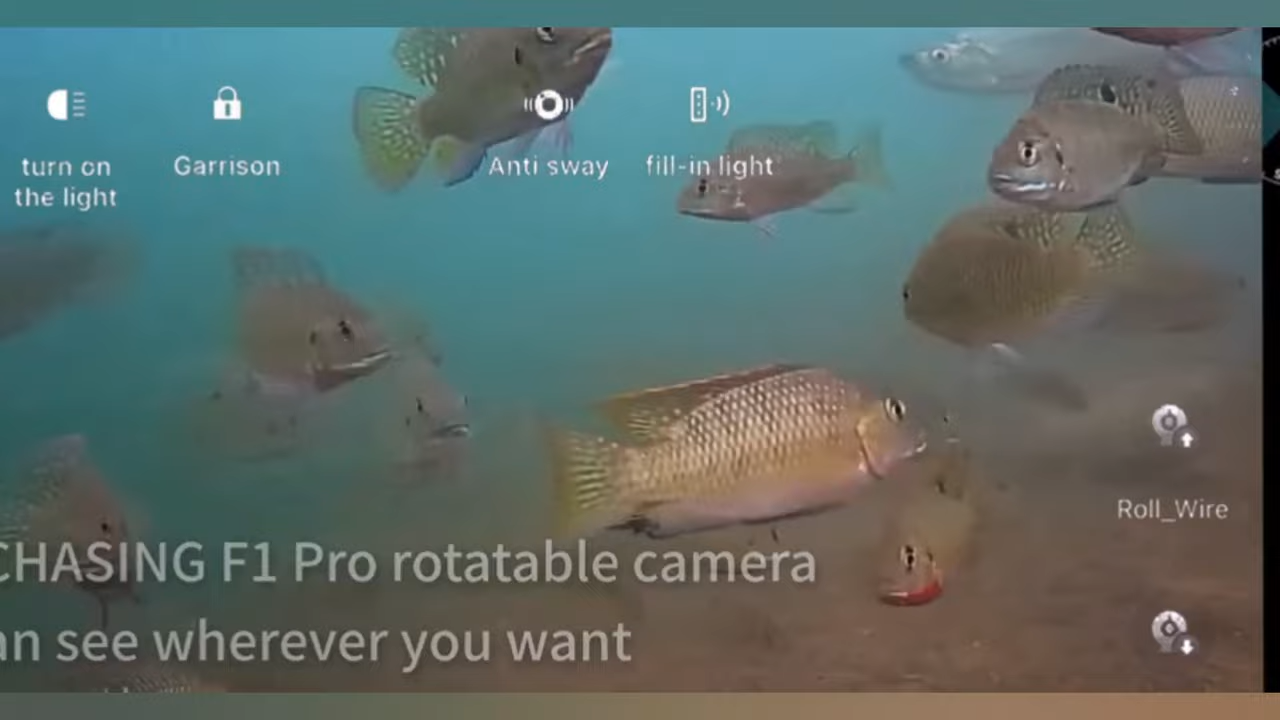 turn on
the light
Garrison
Anti sway
fill-in light
Roll_Wire
CHASING F1 Pro rotatable camera
an see wherever you want